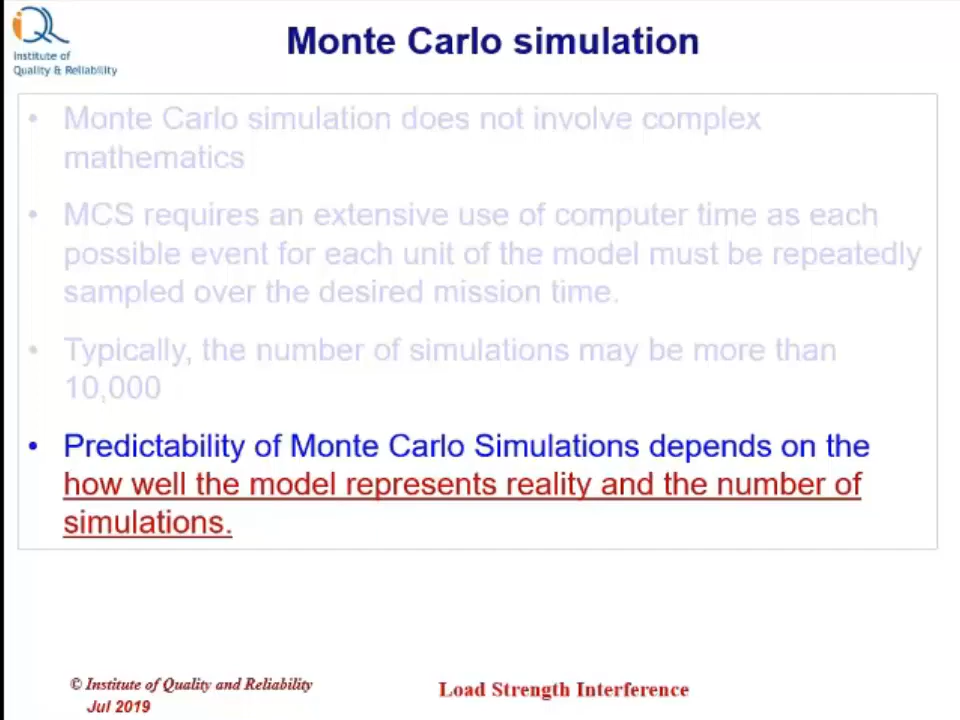 Institute of
Quality & Reliability
Monte Carlo simulation
• Monte Carlo simulation does not involve complex
mathematics
• MCS requires an extensive use of computer time as each
possible event for each unit of the model must be repeatedly
sampled over the desired mission time.
• Typically, the number of simulations may be more than
10,000
• Predictability of Monte Carlo Simulations depends on the
how well the model represents reality and the number of
simulations.
© Institute of Quality and Reliability
Jul 2019
Load Strength Interference